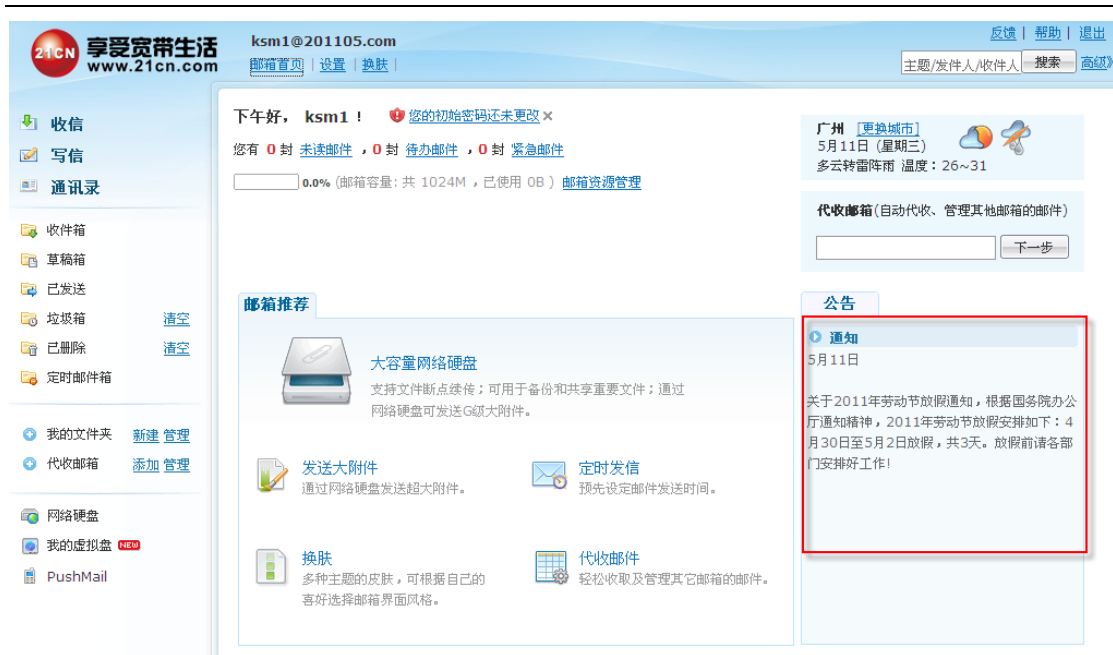 21CN 享受宽带生活
www.21cn.com
ksm1@201105.com
邮箱首页 | 设置 | 换肤 |
反馈 | 帮助 | 退出
主题/发件人/收件人 搜索 高级》
收信
写信
通讯录
收件箱
草稿箱
已发送
垃圾箱 清空
已删除 清空
定时邮件箱
我的文件夹 新建 管理
代收邮箱 添加 管理
网络硬盘
我的虚拟盘 NEW
PushMail
下午好， ksm1 ！ 您的初始密码还未更改 ×
您有 0 封 未读邮件 ，0 封 待办邮件 ，0 封 紧急邮件
0.0% (邮箱容量: 共 1024M ，已使用 0B ) 邮箱资源管理
邮箱推荐
大容量网络硬盘
支持文件断点续传；可用于备份和共享重要文件；通过
网络硬盘可发送G级大附件。
发送大附件
通过网络硬盘发送超大附件。
定时发信
预先设定邮件发送时间。
换肤
多种主题的皮肤，可根据自己的
喜好选择邮箱界面风格。
代收邮件
轻松收取及管理其它邮箱的邮件。
广州 [更换城市]
5月11日 (星期三)
多云转雷阵雨 温度：26~31
代收邮箱(自动代收、管理其他邮箱的邮件)
下一步
公告
通知
5月11日
关于2011年劳动节放假通知，根据国务院办公
厅通知精神，2011年劳动节放假安排如下：4
月30日至5月2日放假，共3天。放假前请各部
门安排好工作!